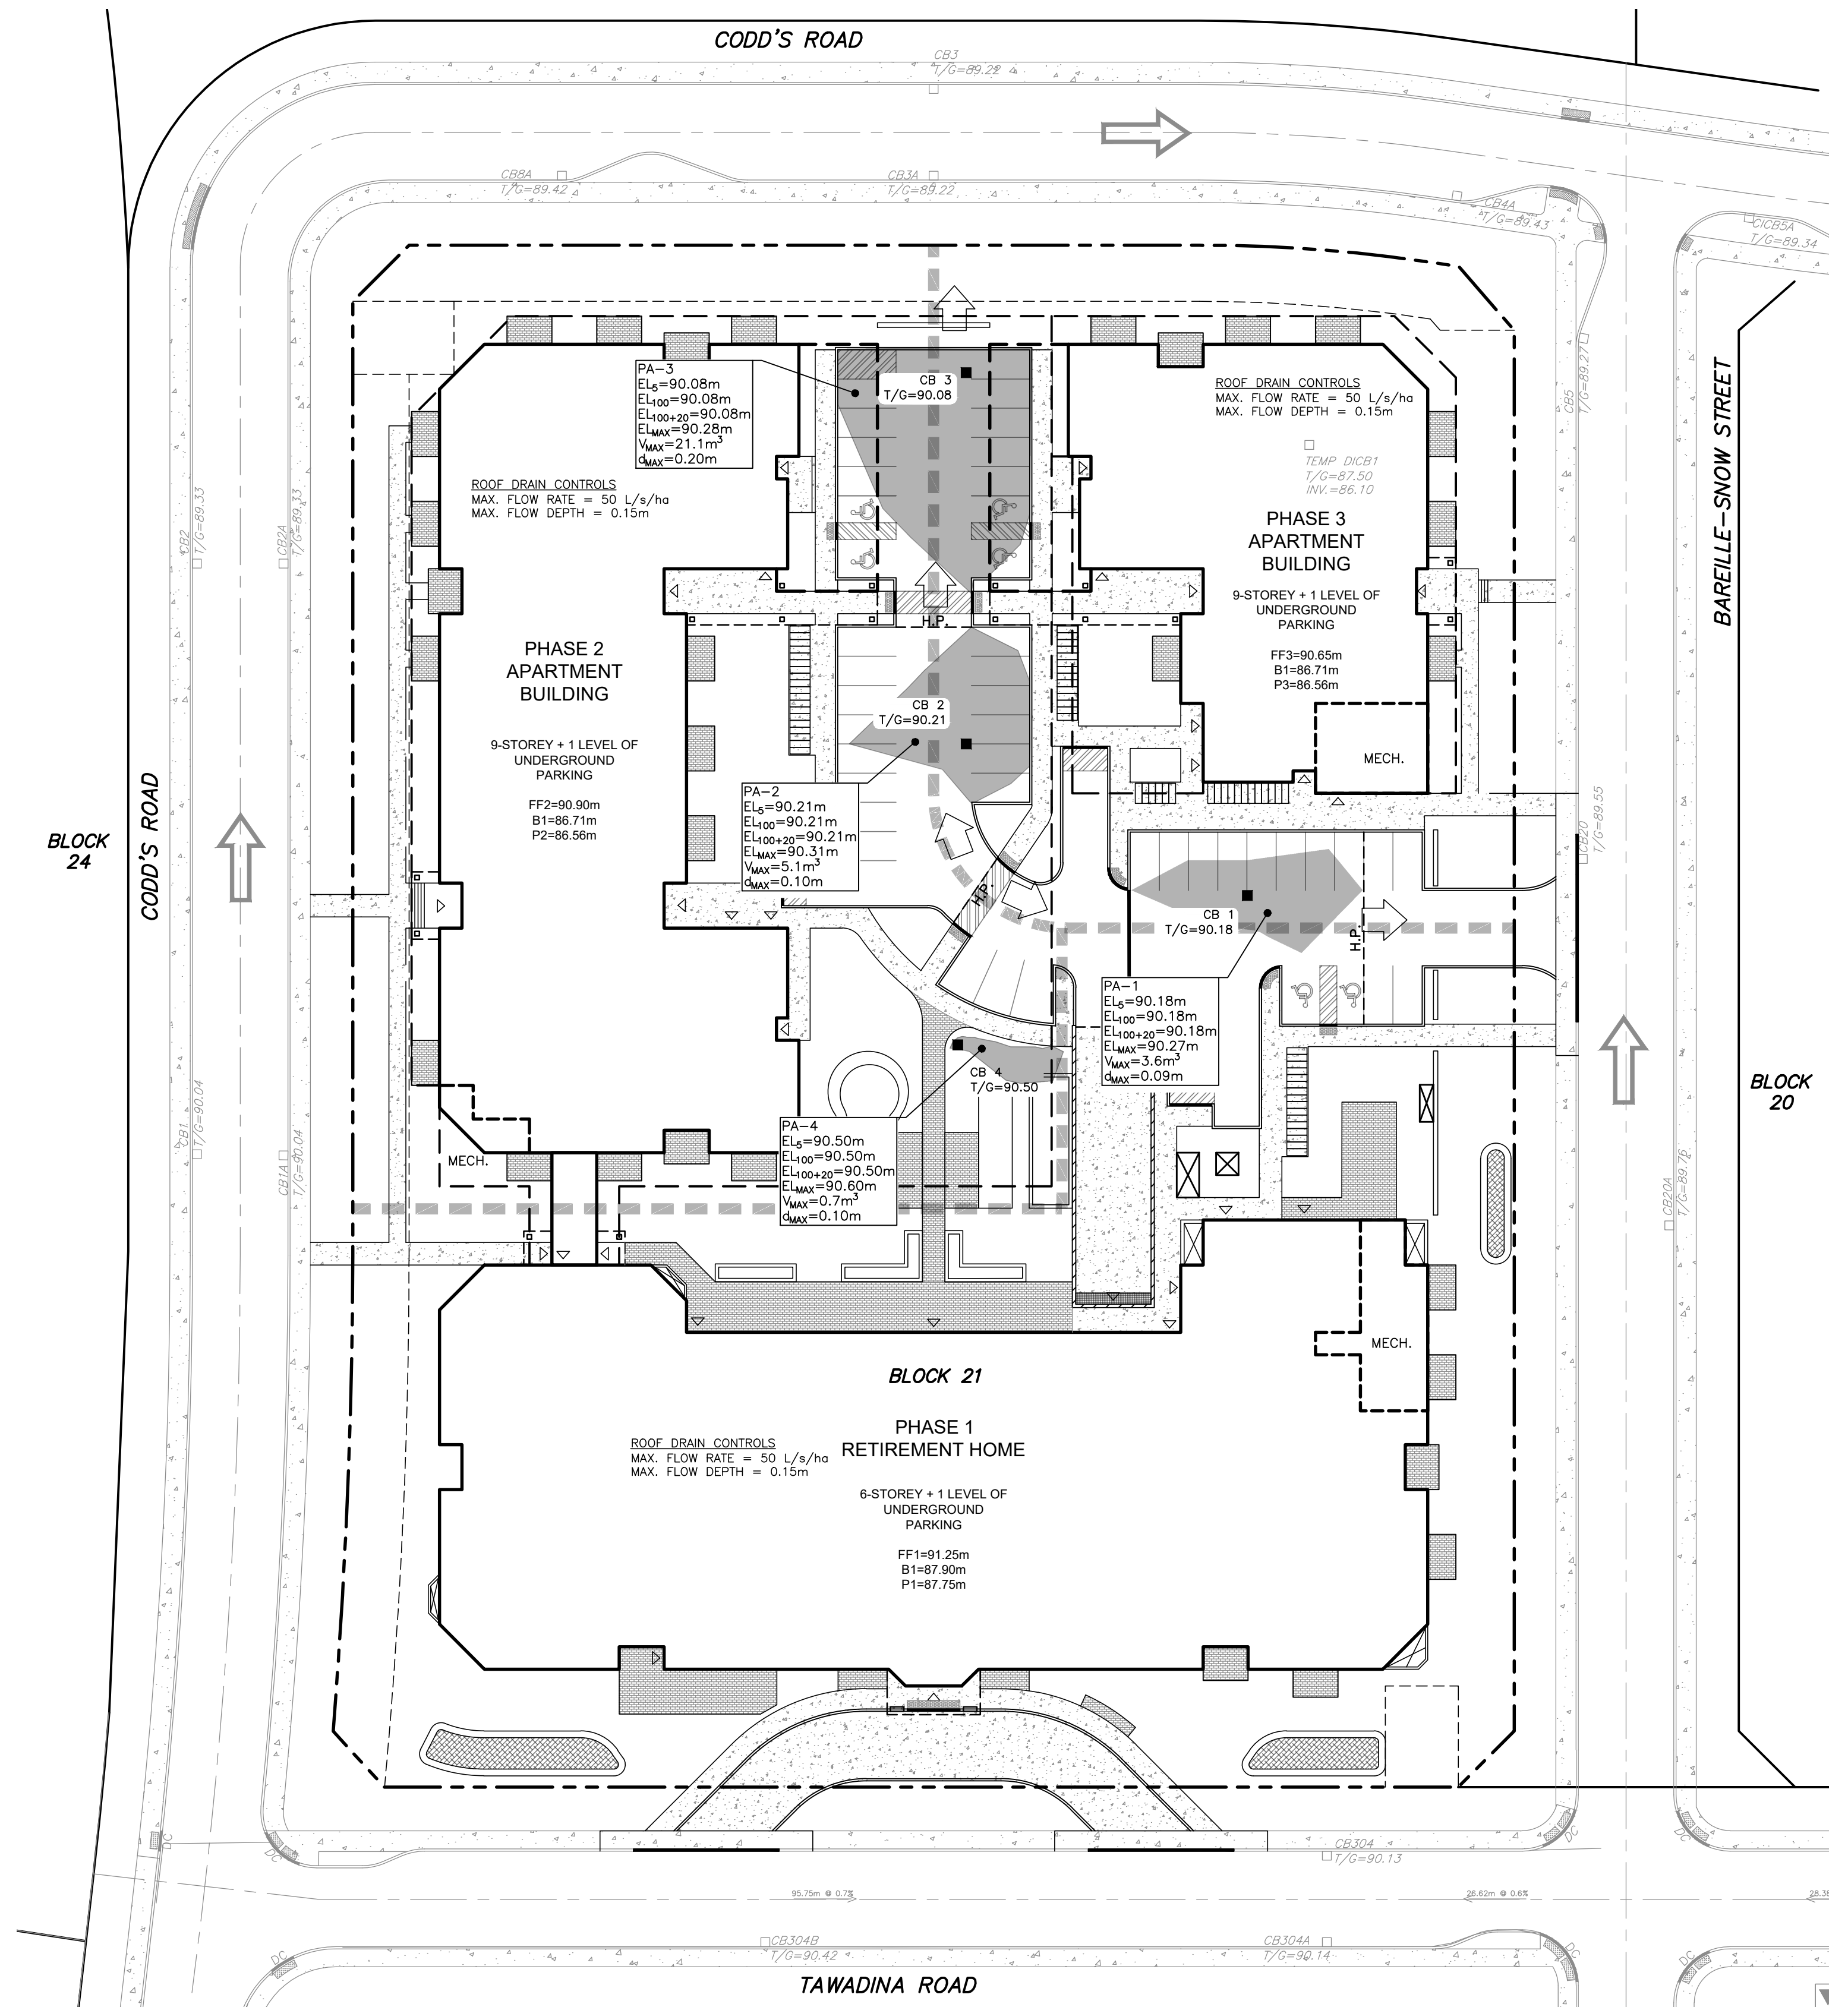 CODD'S ROAD
CB3
T/G=89.22
CB8A
T/G=89.42
CB3A
T/G=89.22
CB4A
T/G=89.43
CICB5A
T/G=89.34
PA-3
EL5=90.08m
EL100=90.08m
EL100+20=90.08m
ELMAX=90.28m
VMAX=21.1m³
dMAX=0.20m
CB 3
T/G=90.08
ROOF DRAIN CONTROLS
MAX. FLOW RATE = 50 L/s/ha
MAX. FLOW DEPTH = 0.15m
CB5
T/G=89.27
BAREILLE-SNOW STREET
TEMP DICB1
T/G=87.50
INV.=86.10
ROOF DRAIN CONTROLS
MAX. FLOW RATE = 50 L/s/ha
MAX. FLOW DEPTH = 0.15m
CB2
T/G=89.33
CB2A
T/G=89.33
PHASE 3
APARTMENT
BUILDING
9-STOREY + 1 LEVEL OF
UNDERGROUND
PARKING
FF3=90.65m
B1=86.71m
P3=86.56m
MECH.
H.P.
PHASE 2
APARTMENT
BUILDING
9-STOREY + 1 LEVEL OF
UNDERGROUND
PARKING
FF2=90.90m
B1=86.71m
P2=86.56m
CB 2
T/G=90.21
PA-2
EL5=90.21m
EL100=90.21m
EL100+20=90.21m
ELMAX=90.31m
VMAX=5.1m³
dMAX=0.10m
BLOCK
24
CODD'S ROAD
CB20
T/G=89.55
H.P.
CB 1
T/G=90.18
H.P.
PA-1
EL5=90.18m
EL100=90.18m
EL100+20=90.18m
ELMAX=90.27m
VMAX=3.6m³
dMAX=0.09m
CB 4
T/G=90.50
PA-4
EL5=90.50m
EL100=90.50m
EL100+20=90.50m
ELMAX=90.60m
VMAX=0.7m³
dMAX=0.10m
BLOCK
20
CB1
T/G=90.04
CB1A
T/G=90.04
MECH.
CB20A
T/G=89.76
MECH.
BLOCK 21
PHASE 1
RETIREMENT HOME
6-STOREY + 1 LEVEL OF
UNDERGROUND
PARKING
FF1=91.25m
B1=87.90m
P1=87.75m
ROOF DRAIN CONTROLS
MAX. FLOW RATE = 50 L/s/ha
MAX. FLOW DEPTH = 0.15m
DC
DC
DC
DC
CB304
T/G=90.13
95.75m @ 0.7%
26.62m @ 0.6%
28.38
CB304B
T/G=90.42
CB304A
T/G=90.14
DC
DC
DC
TAWADINA ROAD